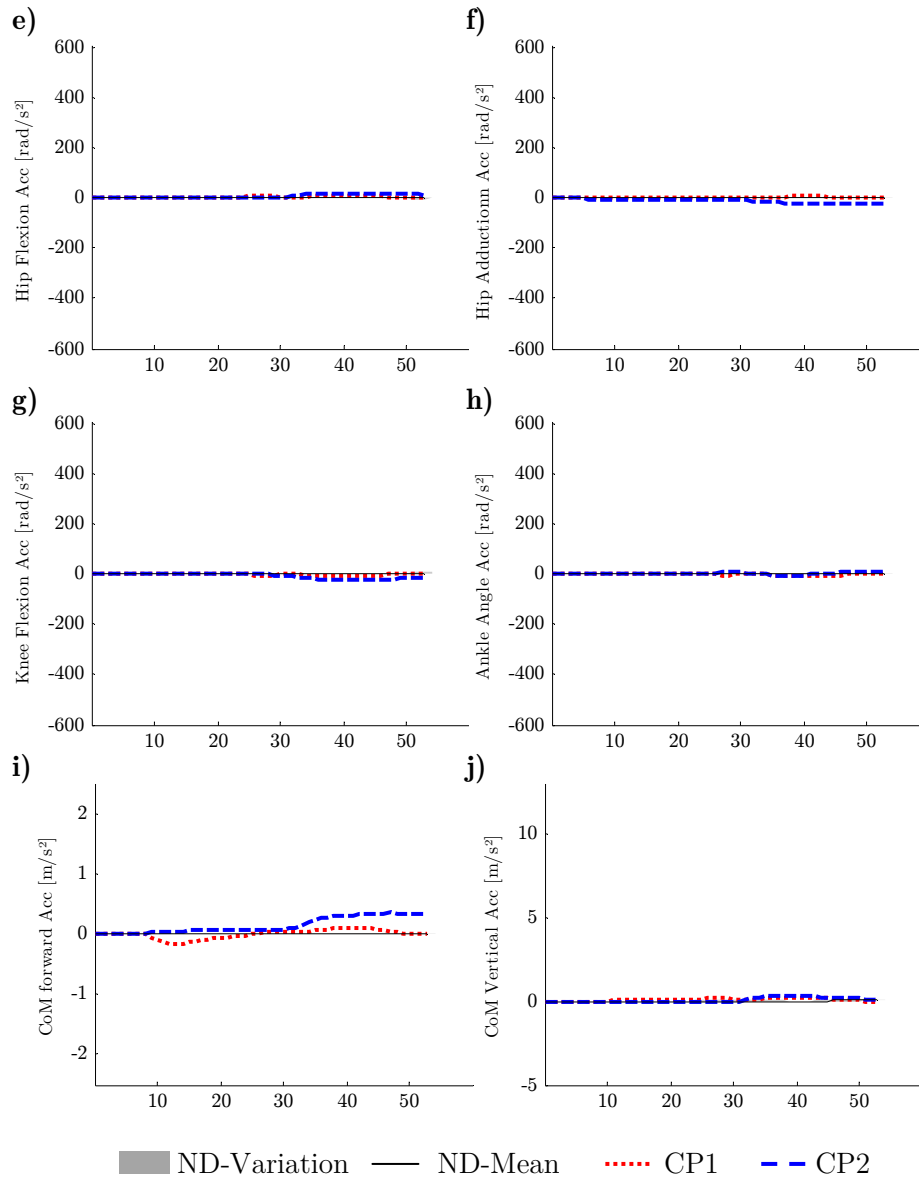 e)
Hip Flexion Acc [rad/s²]
600
400
200
0
-200
-400
-600
10 20 30 40 50
f)
Hip Adductionn Acc [rad/s²]
600
400
200
0
-200
-400
-600
10 20 30 40 50
g)
Knee Flexion Acc [rad/s²]
600
400
200
0
-200
-400
-600
10 20 30 40 50
h)
Ankle Angle Acc [rad/s²]
600
400
200
0
-200
-400
-600
10 20 30 40 50
i)
CoM forward Acc [m/s²]
2
1
0
-1
-2
10 20 30 40 50
j)
CoM Vertical Acc [m/s²]
10
5
0
-5
10 20 30 40 50
ND-Variation ND-Mean CP1 CP2